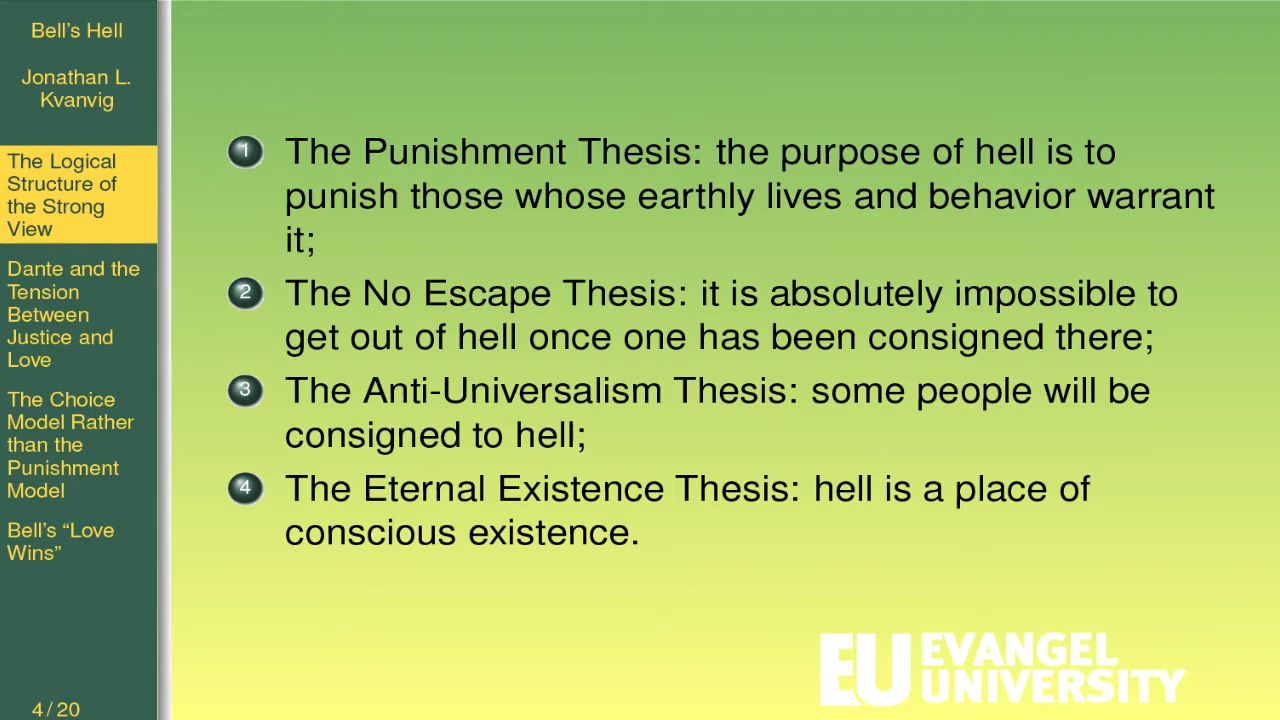 Bell’s Hell
Jonathan L.
Kvanvig
The Logical
Structure of
the Strong
View
Dante and the
Tension
Between
Justice and
Love
The Choice
Model Rather
than the
Punishment
Model
Bell’s “Love
Wins”
4 / 20
1 The Punishment Thesis: the purpose of hell is to
punish those whose earthly lives and behavior warrant
it;
2 The No Escape Thesis: it is absolutely impossible to
get out of hell once one has been consigned there;
3 The Anti-Universalism Thesis: some people will be
consigned to hell;
4 The Eternal Existence Thesis: hell is a place of
conscious existence.
EU EVANGEL
UNIVERSITY